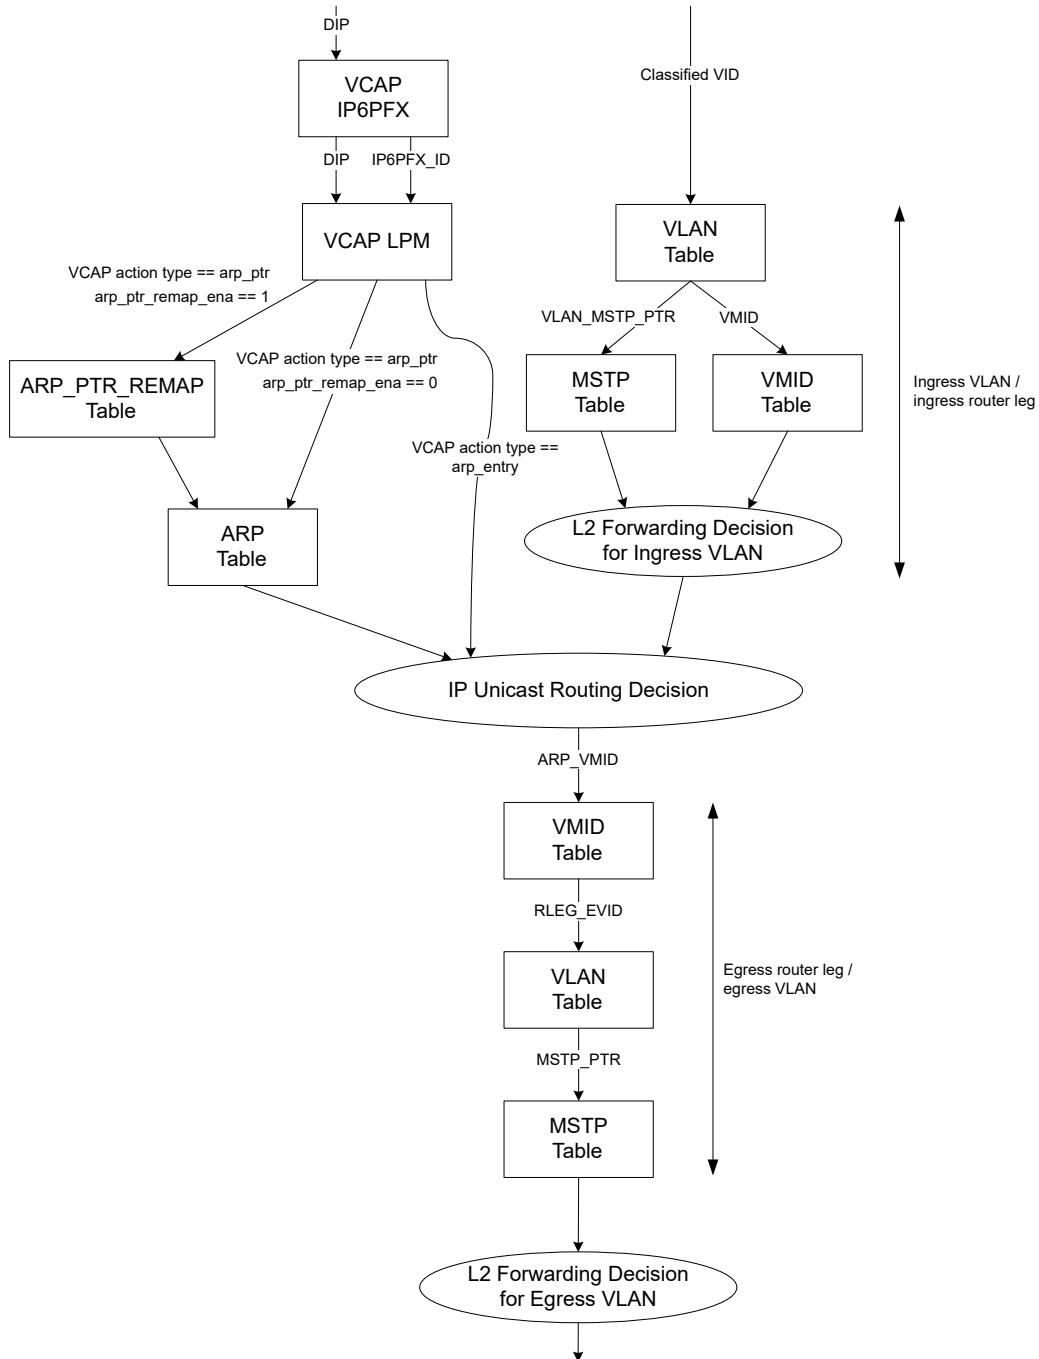 DIP
Classified VID
VCAP
IP6PFX
DIP
IP6PFX_ID
VCAP LPM
VLAN
Table
VCAP action type == arp_ptr
arp_ptr_remap_ena == 1
VLAN_MSTP_PTR
VMID
VCAP action type == arp_ptr
arp_ptr_remap_ena == 0
ARP_PTR_REMAP
Table
MSTP
Table
VMID
Table
Ingress VLAN /
ingress router leg
VCAP action type ==
arp_entry
ARP
Table
L2 Forwarding Decision
for Ingress VLAN
IP Unicast Routing Decision
ARP_VMID
VMID
Table
RLEG_EVID
VLAN
Table
Egress router leg /
egress VLAN
MSTP_PTR
MSTP
Table
L2 Forwarding Decision
for Egress VLAN